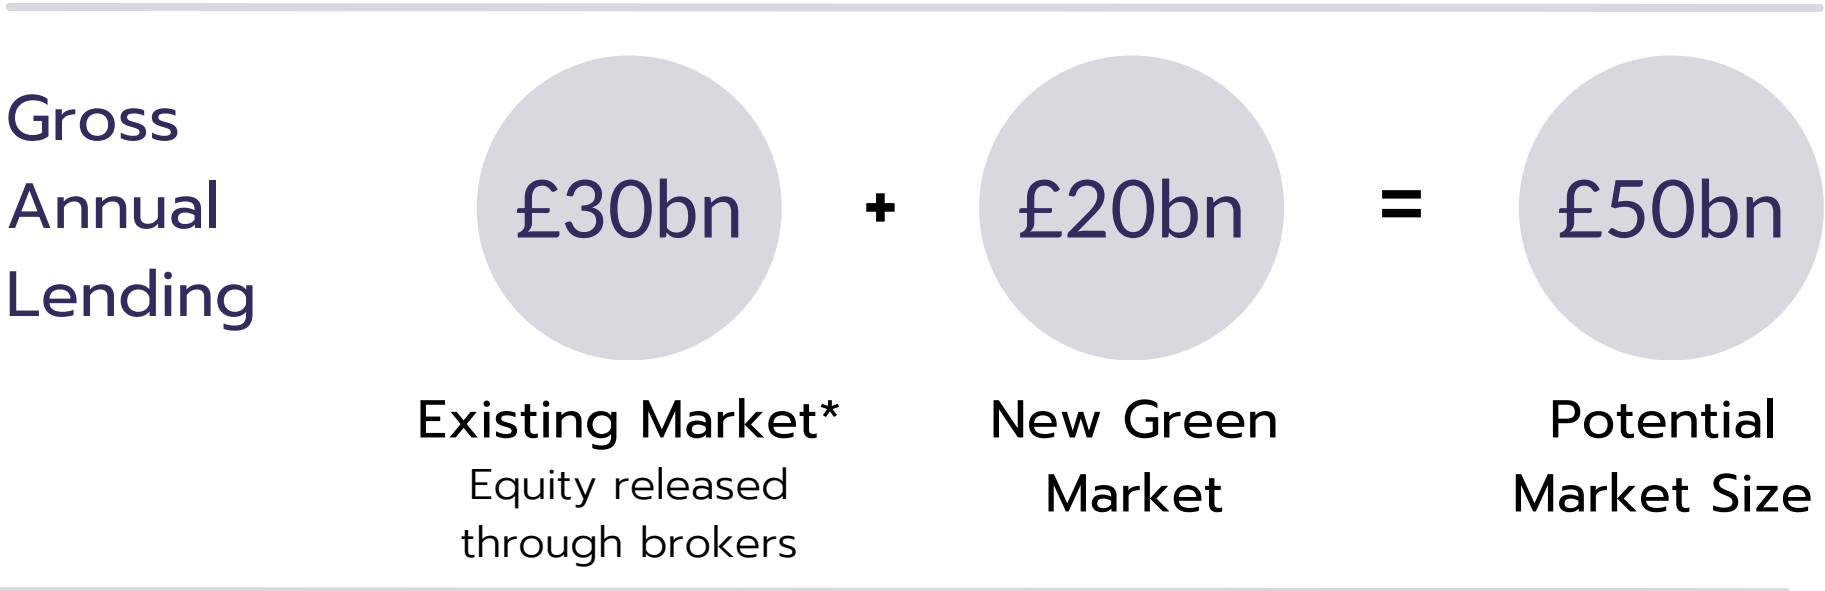 Gross
Annual
Lending
£30bn + £20bn = £50bn
Existing Market*
Equity released
through brokers
New Green
Market
Potential
Market Size